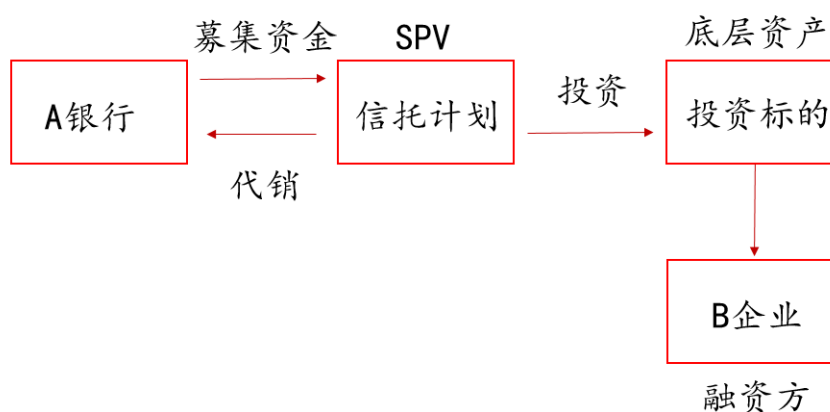 募集资金
SPV
底层资产
A银行
信托计划
投资
投资标的
代销
B企业
融资方